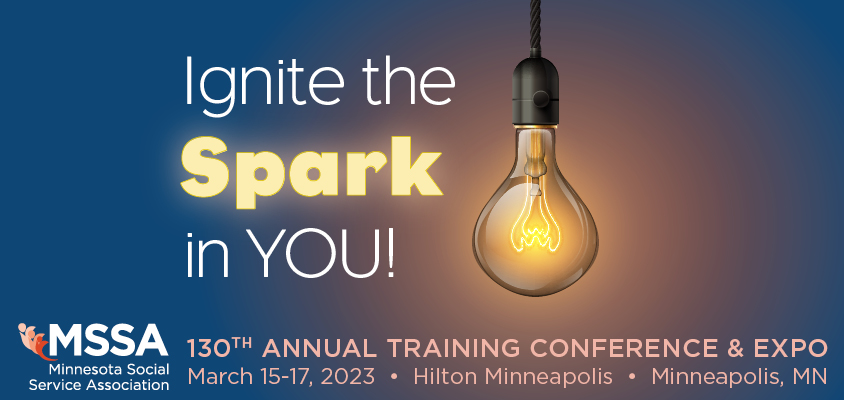 Ignite the
Spark
in YOU!
MSSA
Minnesota Social
Service Association
130TH ANNUAL TRAINING CONFERENCE & EXPO
March 15-17, 2023 • Hilton Minneapolis • Minneapolis, MN